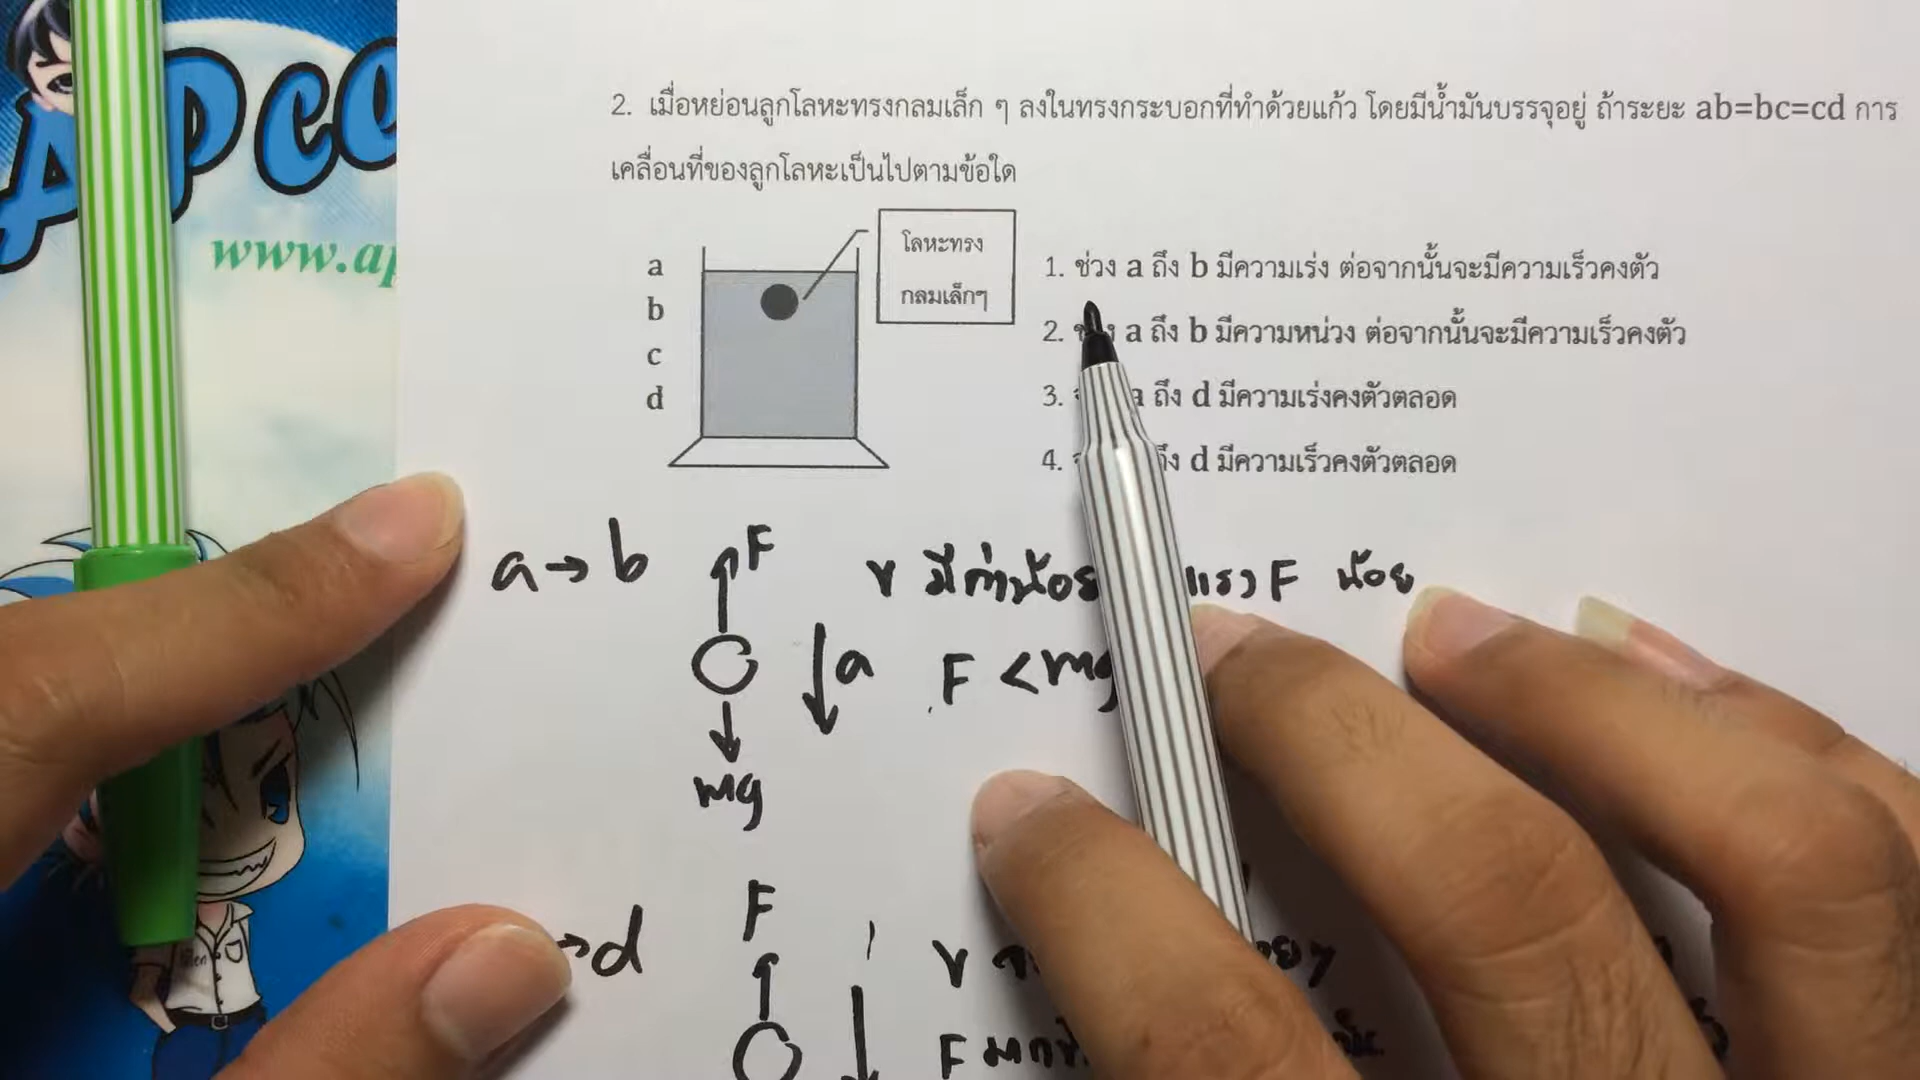 APCO
www.ap
2. เมื่อหย่อนลูกโลหะทรงกลมเล็ก ๆ ลงในทรงกระบอกที่ทำด้วยแก้ว โดยมีน้ำมันบรรจุอยู่ ถ้าระยะ ab=bc=cd การ
เคลื่อนที่ของลูกโลหะเป็นไปตามข้อใด
โลหะทรง
กลมเล็กๆ
a
b
c
d
1. ช่วง a ถึง b มีความเร่ง ต่อจากนั้นจะมีความเร็วคงตัว
2. ช่วง a ถึง b มีความหน่วง ต่อจากนั้นจะมีความเร็วคงตัว
3. a ถึง d มีความเร่งคงตัวตลอด
4. ถึง d มีความเร็วคงตัวตลอด
a→b F v มีค่าน้อย แรง F น้อย
a F < mg
mg
F
→d v
F